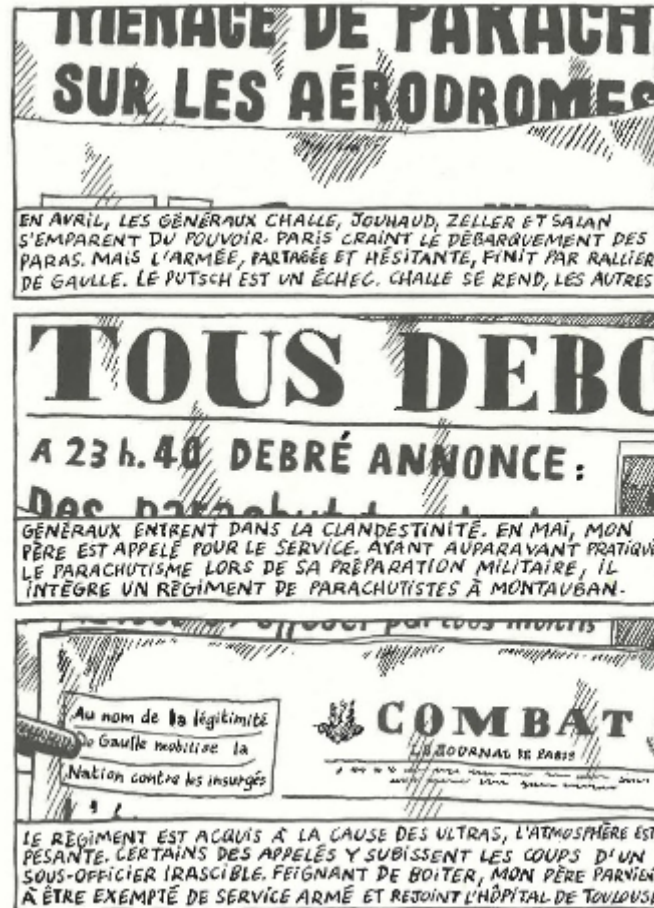 MENACE DE PARACH
SUR LES AÉRODROMES
EN AVRIL, LES GÉNÉRAUX CHALLE, JOUHAUD, ZELLER ET SALAN
S'EMPARENT DU POUVOIR. PARIS CRAINT LE DÉBARQUEMENT DES
PARAS. MAIS L'ARMÉE, PARTAGÉE ET HÉSITANTE, FINIT PAR RALLIER
DE GAULLE. LE PUTSCH EST UN ÉCHEC. CHALLE SE REND, LES AUTRES
TOUS DEBO
A 23 h. 40 DEBRÉ ANNONCE :
Des
GÉNÉRAUX ENTRENT DANS LA CLANDESTINITÉ. EN MAI, MON
PÈRE EST APPELÉ POUR LE SERVICE. AYANT AUPARAVANT PRATIQUÉ
LE PARACHUTISME LORS DE SA PRÉPARATION MILITAIRE, IL
INTÈGRE UN RÉGIMENT DE PARACHUTISTES À MONTAUBAN.
par tous
Au nom de la légitimité
De Gaulle mobilise la
Nation contre les insurgés
COMBAT
LE JOURNAL DE PARIS
LE RÉGIMENT EST ACQUIS À LA CAUSE DES ULTRAS, L'ATMOSPHÈRE EST
PESANTE. CERTAINS DES APPELÉS Y SUBISSENT LES COUPS D'UN
SOUS-OFFICIER IRASCIBLE. FEIGNANT DE BOITER, MON PÈRE PARVIENT
À ÊTRE EXEMPTÉ DE SERVICE ARMÉ ET REJOINT L'HÔPITAL DE TOULOUSE